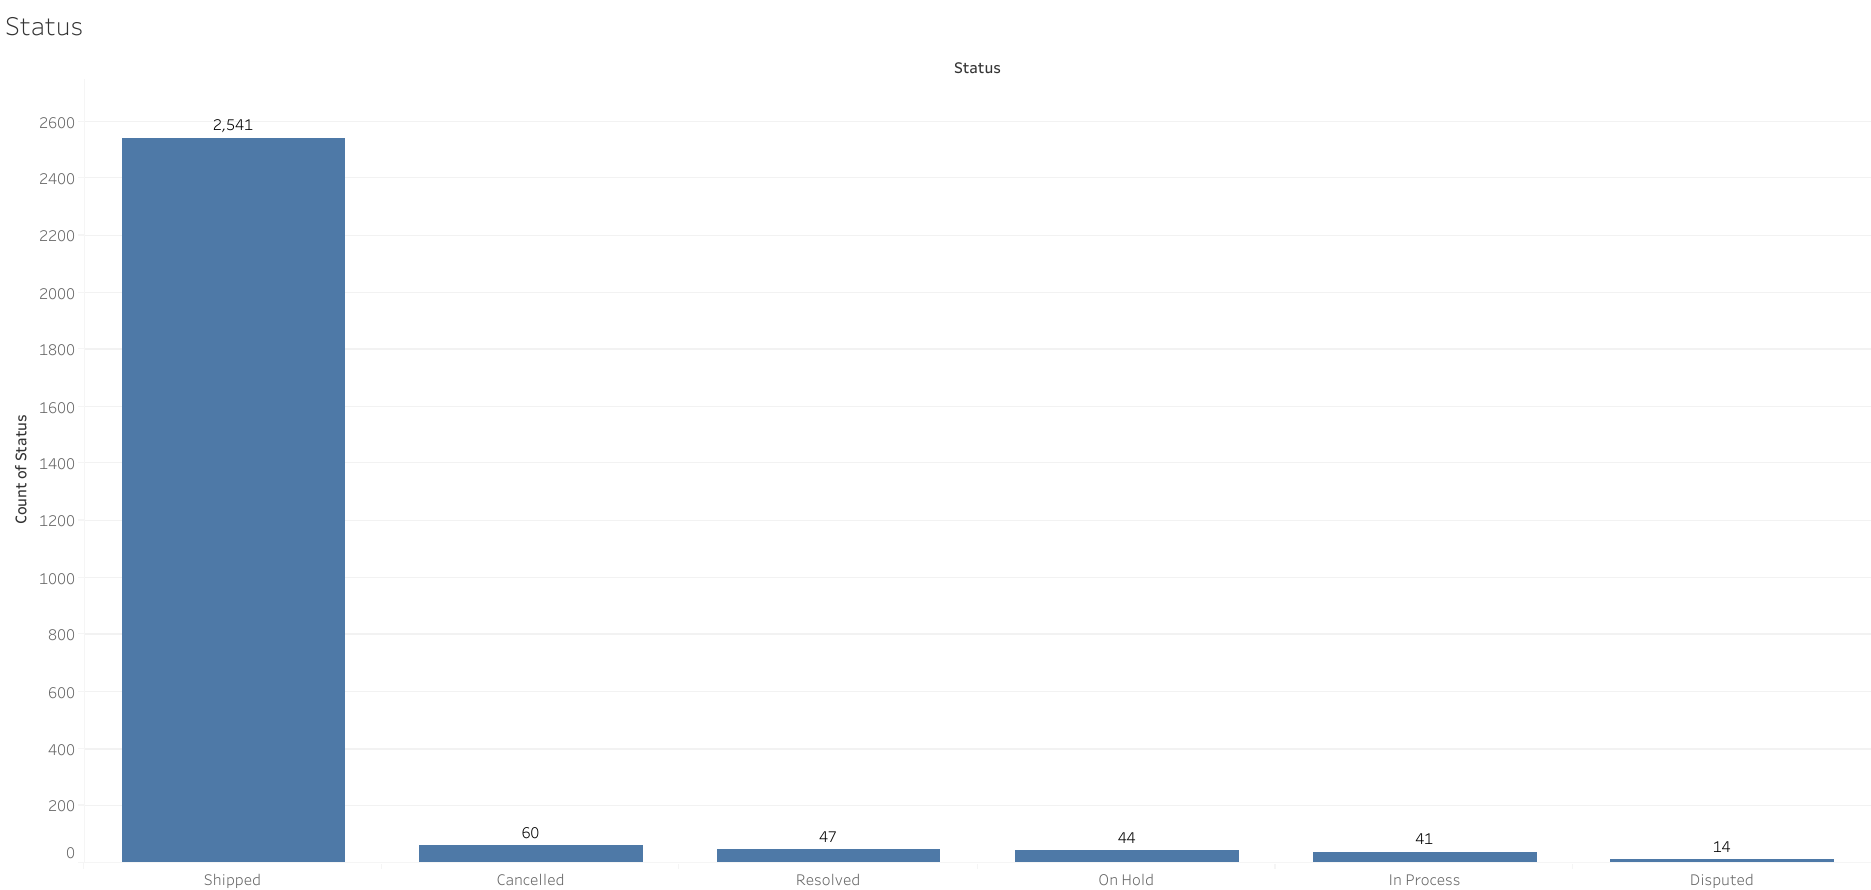 Status
Status
2600
2400
2200
2000
1800
1600
1400
1200
1000
800
600
400
200
0
Count of Status
2,541
60
47
44
41
14
Shipped
Cancelled
Resolved
On Hold
In Process
Disputed